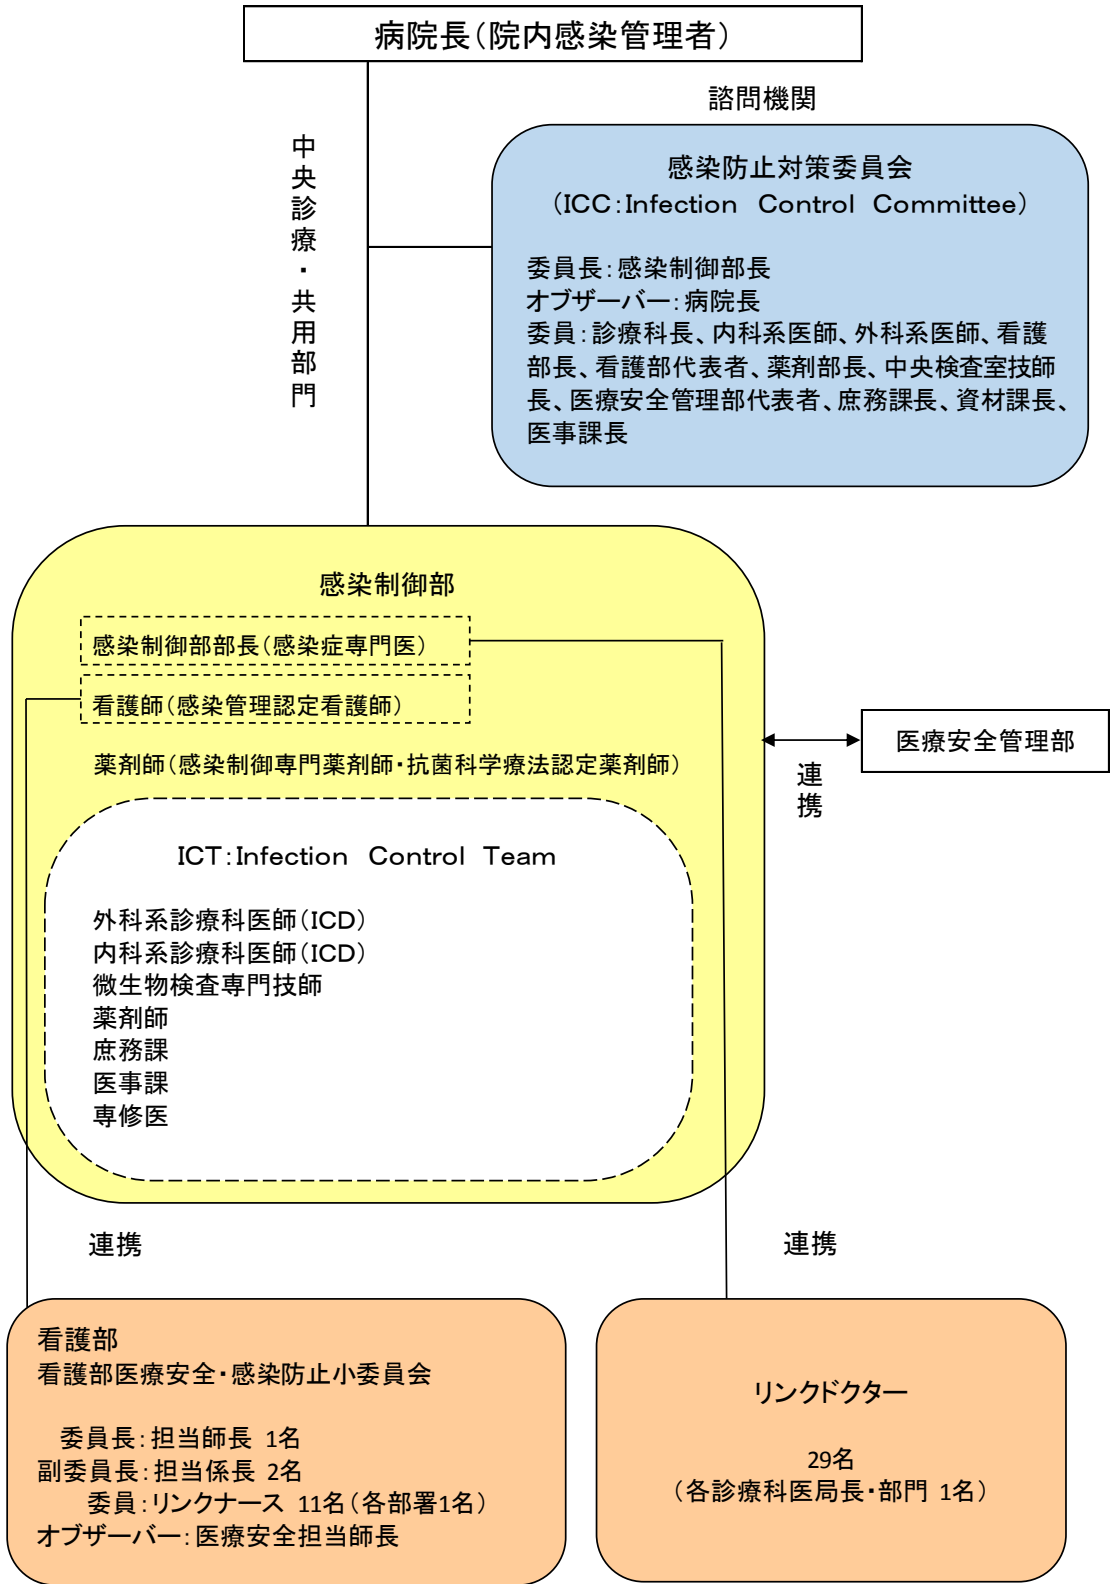 病院長(院内感染管理者)
諮問機関
中央診療・共用部門
感染防止対策委員会
(ICC:Infection Control Committee)
委員長:感染制御部長
オブザーバー:病院長
委員:診療科長、内科系医師、外科系医師、看護
部長、看護部代表者、薬剤部長、中央検査室技師
長、医療安全管理部代表者、庶務課長、資材課長、
医事課長
感染制御部
感染制御部部長(感染症専門医)
看護師(感染管理認定看護師)
薬剤師(感染制御専門薬剤師・抗菌科学療法認定薬剤師)
医療安全管理部
連携
ICT:Infection Control Team
外科系診療科医師(ICD)
内科系診療科医師(ICD)
微生物検査専門技師
薬剤師
庶務課
医事課
専修医
連携
連携
看護部
看護部医療安全・感染防止小委員会
委員長:担当師長 1名
副委員長:担当係長 2名
委員:リンクナース 11名(各部署1名)
オブザーバー:医療安全担当師長
リンクドクター
29名
(各診療科医局長・部門 1名)